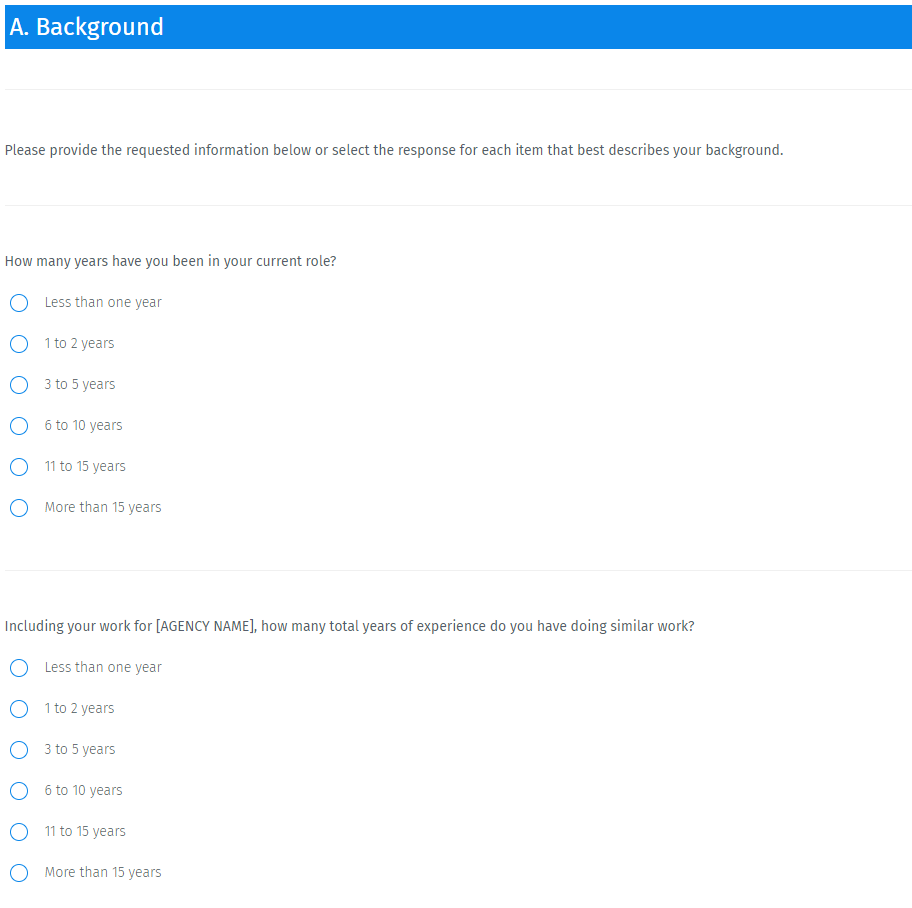 A. Background
Please provide the requested information below or select the response for each item that best describes your background.
How many years have you been in your current role?
Less than one year
1 to 2 years
3 to 5 years
6 to 10 years
11 to 15 years
More than 15 years
Including your work for [AGENCY NAME], how many total years of experience do you have doing similar work?
Less than one year
1 to 2 years
3 to 5 years
6 to 10 years
11 to 15 years
More than 15 years